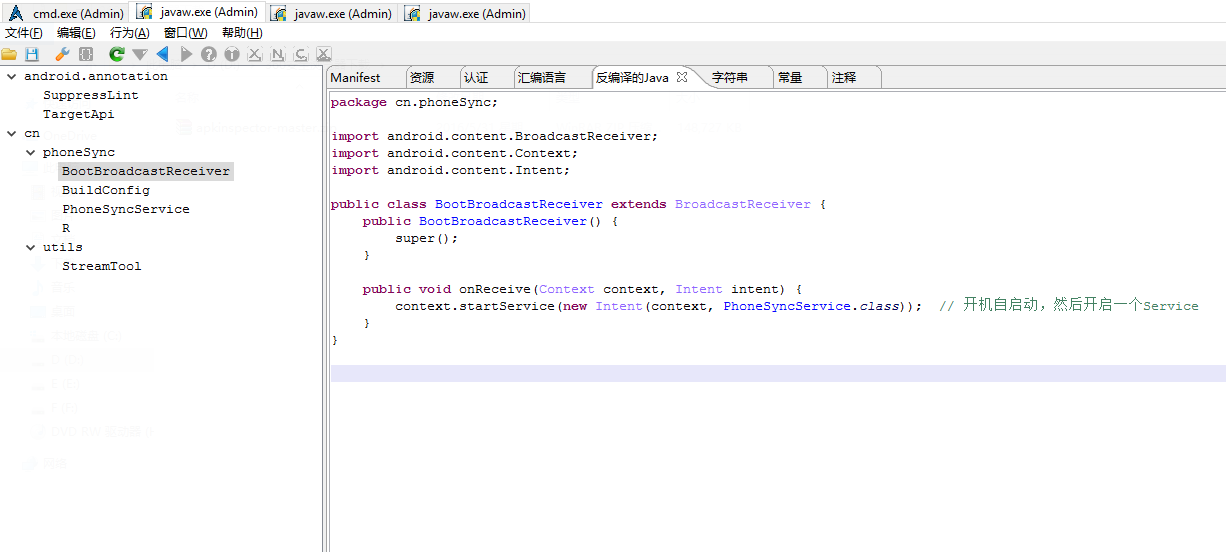 cmd.exe (Admin) javaw.exe (Admin) javaw.exe (Admin) javaw.exe (Admin)
文件(F) 编辑(E) 行为(A) 窗口(W) 帮助(H)
android.annotation
SuppressLint
TargetApi
cn
phoneSync
BootBroadcastReceiver
BuildConfig
PhoneSyncService
R
utils
StreamTool
Manifest 资源 认证 汇编语言 反编译的Java 字符串 常量 注释
package cn.phoneSync;
import android.content.BroadcastReceiver;
import android.content.Context;
import android.content.Intent;
public class BootBroadcastReceiver extends BroadcastReceiver {
public BootBroadcastReceiver() {
super();
}
public void onReceive(Context context, Intent intent) {
context.startService(new Intent(context, PhoneSyncService.class)); // 开机自启动，然后开启一个Service
}
}